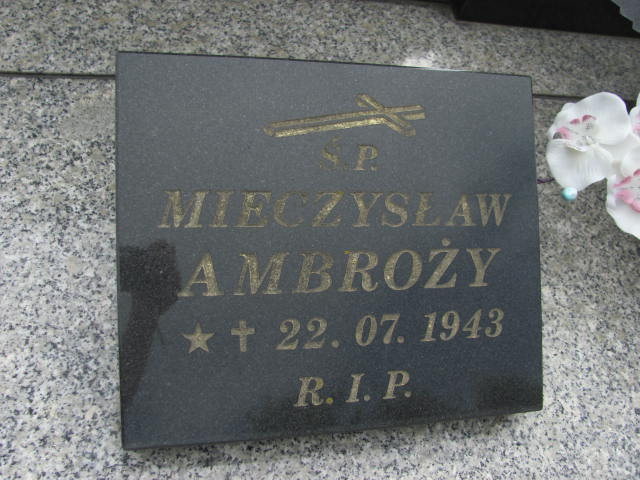 Ś.P.
MIECZYSŁAW
AMBROŻY
★ ✝ 22.07.1943
R.I.P.